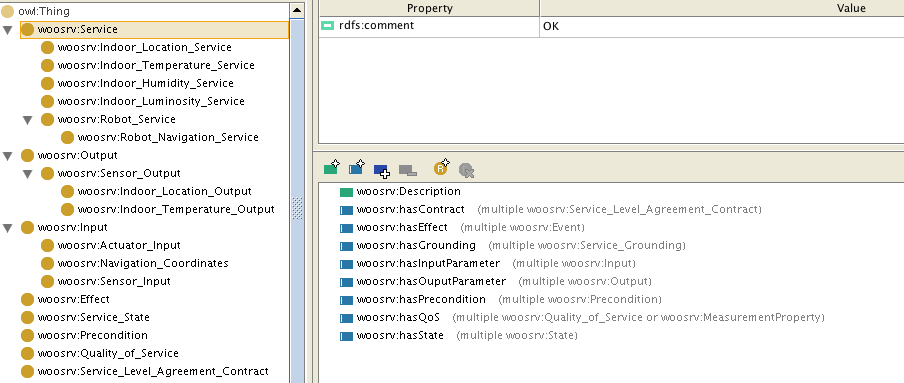 owl:Thing
woosrv:Service
woosrv:Indoor_Location_Service
woosrv:Indoor_Temperature_Service
woosrv:Indoor_Humidity_Service
woosrv:Indoor_Luminosity_Service
woosrv:Robot_Service
woosrv:Robot_Navigation_Service
woosrv:Output
woosrv:Sensor_Output
woosrv:Indoor_Location_Output
woosrv:Indoor_Temperature_Output
woosrv:Input
woosrv:Actuator_Input
woosrv:Navigation_Coordinates
woosrv:Sensor_Input
woosrv:Effect
woosrv:Service_State
woosrv:Precondition
woosrv:Quality_of_Service
woosrv:Service_Level_Agreement_Contract
Property Value
rdfs:comment OK
R
woosrv:Description
woosrv:hasContract (multiple woosrv:Service_Level_Agreement_Contract)
woosrv:hasEffect (multiple woosrv:Event)
woosrv:hasGrounding (multiple woosrv:Service_Grounding)
woosrv:hasInputParameter (multiple woosrv:Input)
woosrv:hasOuputParameter (multiple woosrv:Output)
woosrv:hasPrecondition (multiple woosrv:Precondition)
woosrv:hasQoS (multiple woosrv:Quality_of_Service or woosrv:MeasurementProperty)
woosrv:hasState (multiple woosrv:State)